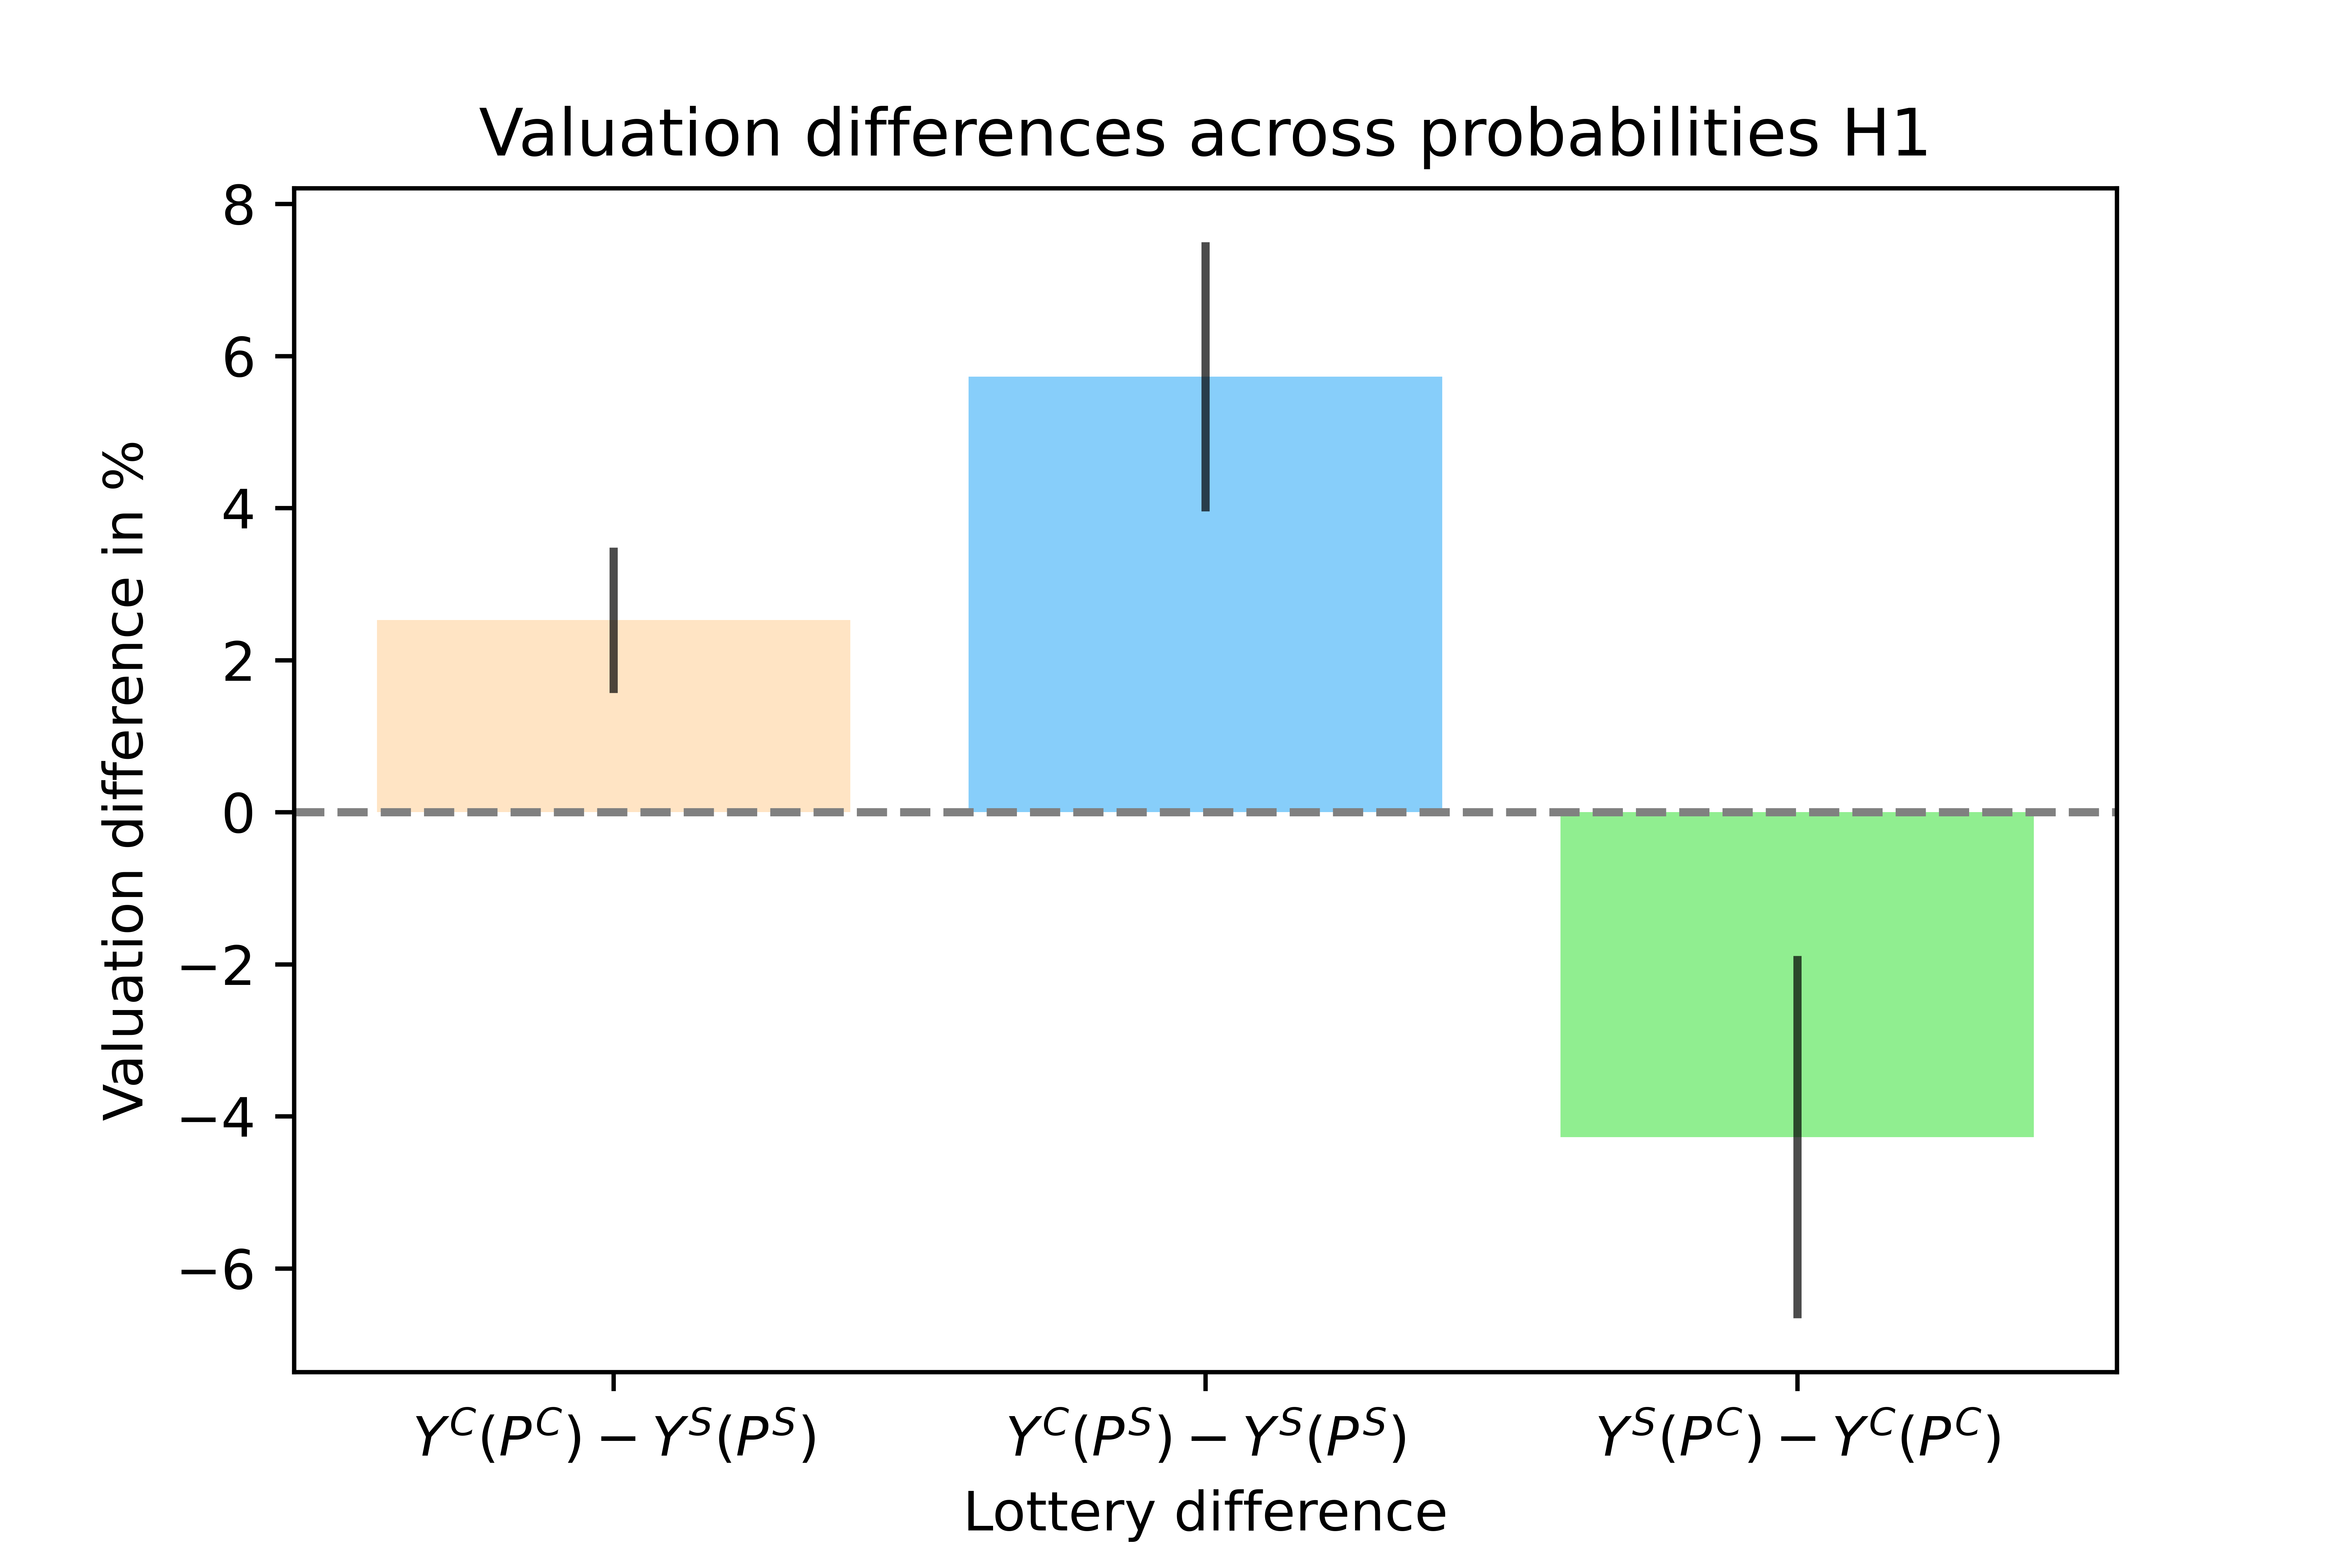 Valuation differences across probabilities H1
Valuation difference in %
8
6
4
2
0
−2
−4
−6
Y^C(P^C) − Y^S(P^S)
Y^C(P^S) − Y^S(P^S)
Y^S(P^C) − Y^C(P^C)
Lottery difference